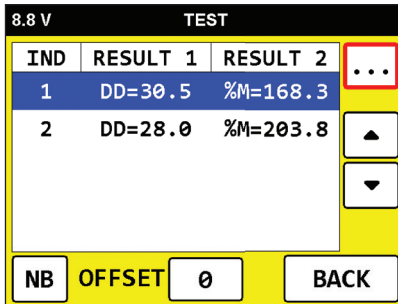 8.8 V TEST
IND RESULT 1 RESULT 2 ...
1 DD=30.5 %M=168.3
2 DD=28.0 %M=203.8
NB OFFSET 0 BACK